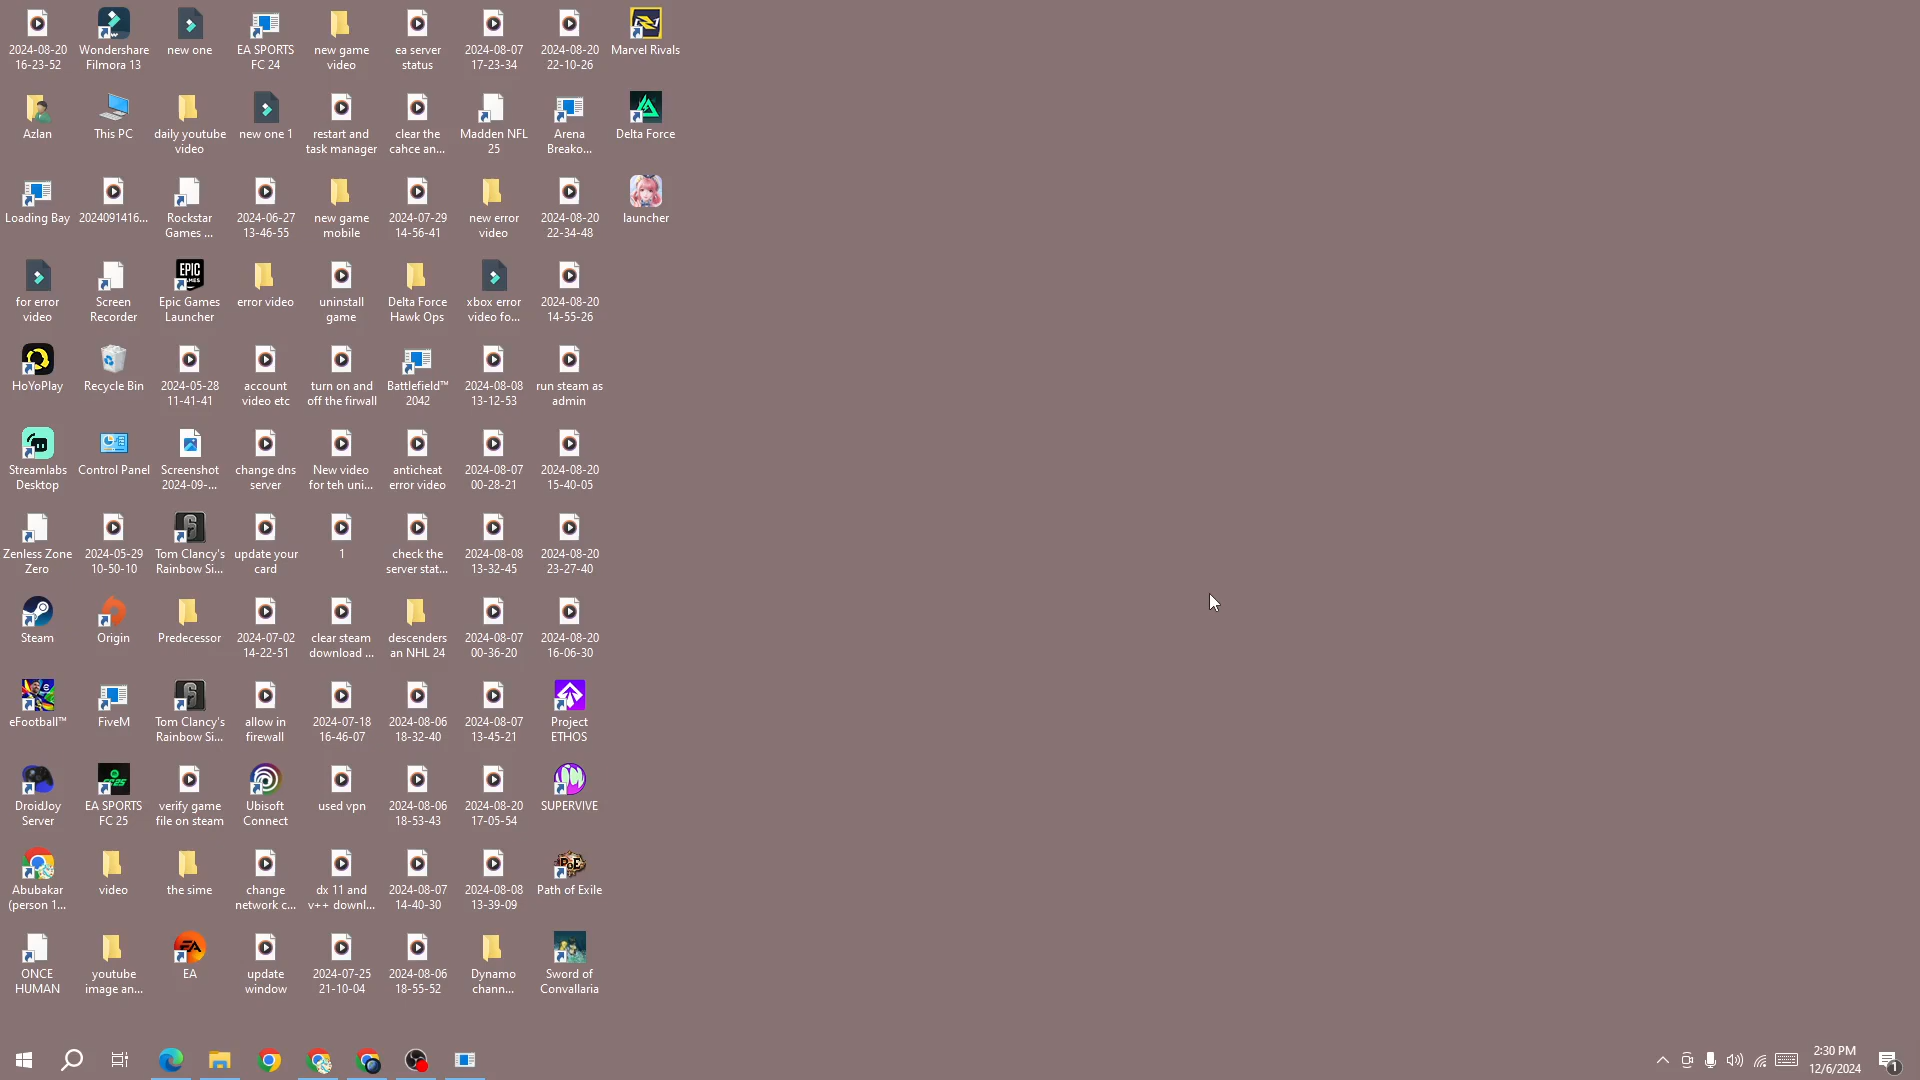 2024-08-20
16-23-52
Wondershare
Filmora 13
new one
EA SPORTS
FC 24
new game
video
ea server
status
2024-08-07
17-23-34
2024-08-20
22-10-26
Marvel Rivals
Azlan
This PC
daily youtube
video
new one 1
restart and
task manager
clear the
cahce an...
Madden NFL
25
Arena
Breako...
Delta Force
Loading Bay
2024091416...
Rockstar
Games ...
2024-06-27
13-46-55
new game
mobile
2024-07-29
14-56-41
new error
video
2024-08-20
22-34-48
launcher
for error
video
Screen
Recorder
EPIC
GAMES
Epic Games
Launcher
error video
uninstall
game
Delta Force
Hawk Ops
xbox error
video fo...
2024-08-20
14-55-26
HoYoPlay
Recycle Bin
2024-05-28
11-41-41
account
video etc
turn on and
off the firwall
Battlefield™
2042
2024-08-08
13-12-53
run steam as
admin
Streamlabs
Desktop
Control Panel
Screenshot
2024-09-...
change dns
server
New video
for teh uni...
anticheat
error video
2024-08-07
00-28-21
2024-08-20
15-40-05
Zenless Zone
Zero
2024-05-29
10-50-10
6
Tom Clancy's
Rainbow Si...
update your
card
1
check the
server stat...
2024-08-08
13-32-45
2024-08-20
23-27-40
Steam
Origin
Predecessor
2024-07-02
14-22-51
clear steam
download ...
descenders
an NHL 24
2024-08-07
00-36-20
2024-08-20
16-06-30
eFootball™
FiveM
6
Tom Clancy's
Rainbow Si...
allow in
firewall
2024-07-18
16-46-07
2024-08-06
18-32-40
2024-08-07
13-45-21
Project
ETHOS
DroidJoy
Server
FC25
EA SPORTS
FC 25
verify game
file on steam
Ubisoft
Connect
used vpn
2024-08-06
18-53-43
2024-08-20
17-05-54
SUPERVIVE
Abubakar
(person 1...
video
the sime
change
network c...
dx 11 and
v++ downl...
2024-08-07
14-40-30
2024-08-08
13-39-09
PoE
Path of Exile
ONCE
HUMAN
youtube
image an...
EA
EA
update
window
2024-07-25
21-10-04
2024-08-06
18-55-52
Dynamo
chann...
Sword of
Convallaria
2:30 PM
12/6/2024
1